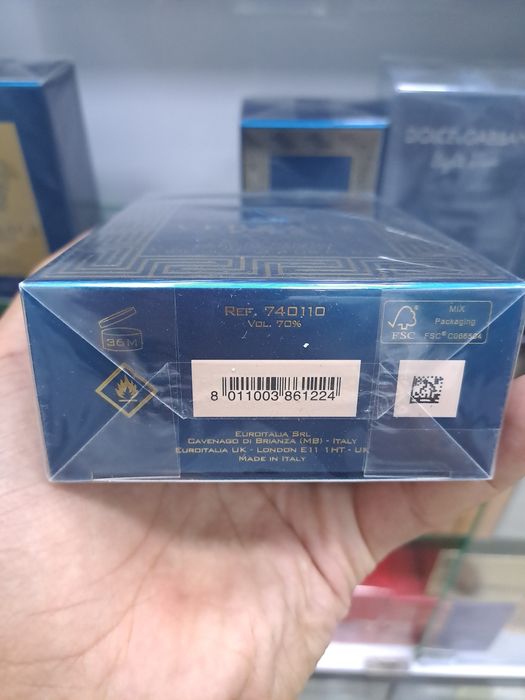 DOLCE&GABBANA
REF. 740110
VOL. 70%
36M
FSC
MIX
Packaging
FSC® C066584
8 011003 861224
EUROITALIA SRL
CAVENAGO DI BRIANZA (MB) - ITALY
EUROITALIA UK - LONDON E11 1HT - UK
MADE IN ITALY